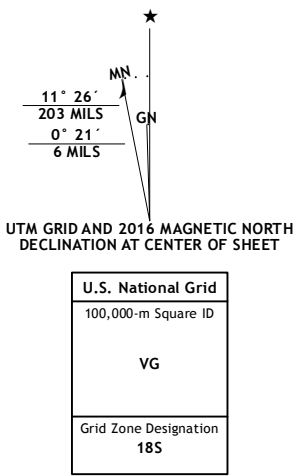 ★
MN
11° 26´
203 MILS
GN
0° 21´
6 MILS
UTM GRID AND 2016 MAGNETIC NORTH
DECLINATION AT CENTER OF SHEET
U.S. National Grid
100,000-m Square ID
VG
Grid Zone Designation
18S